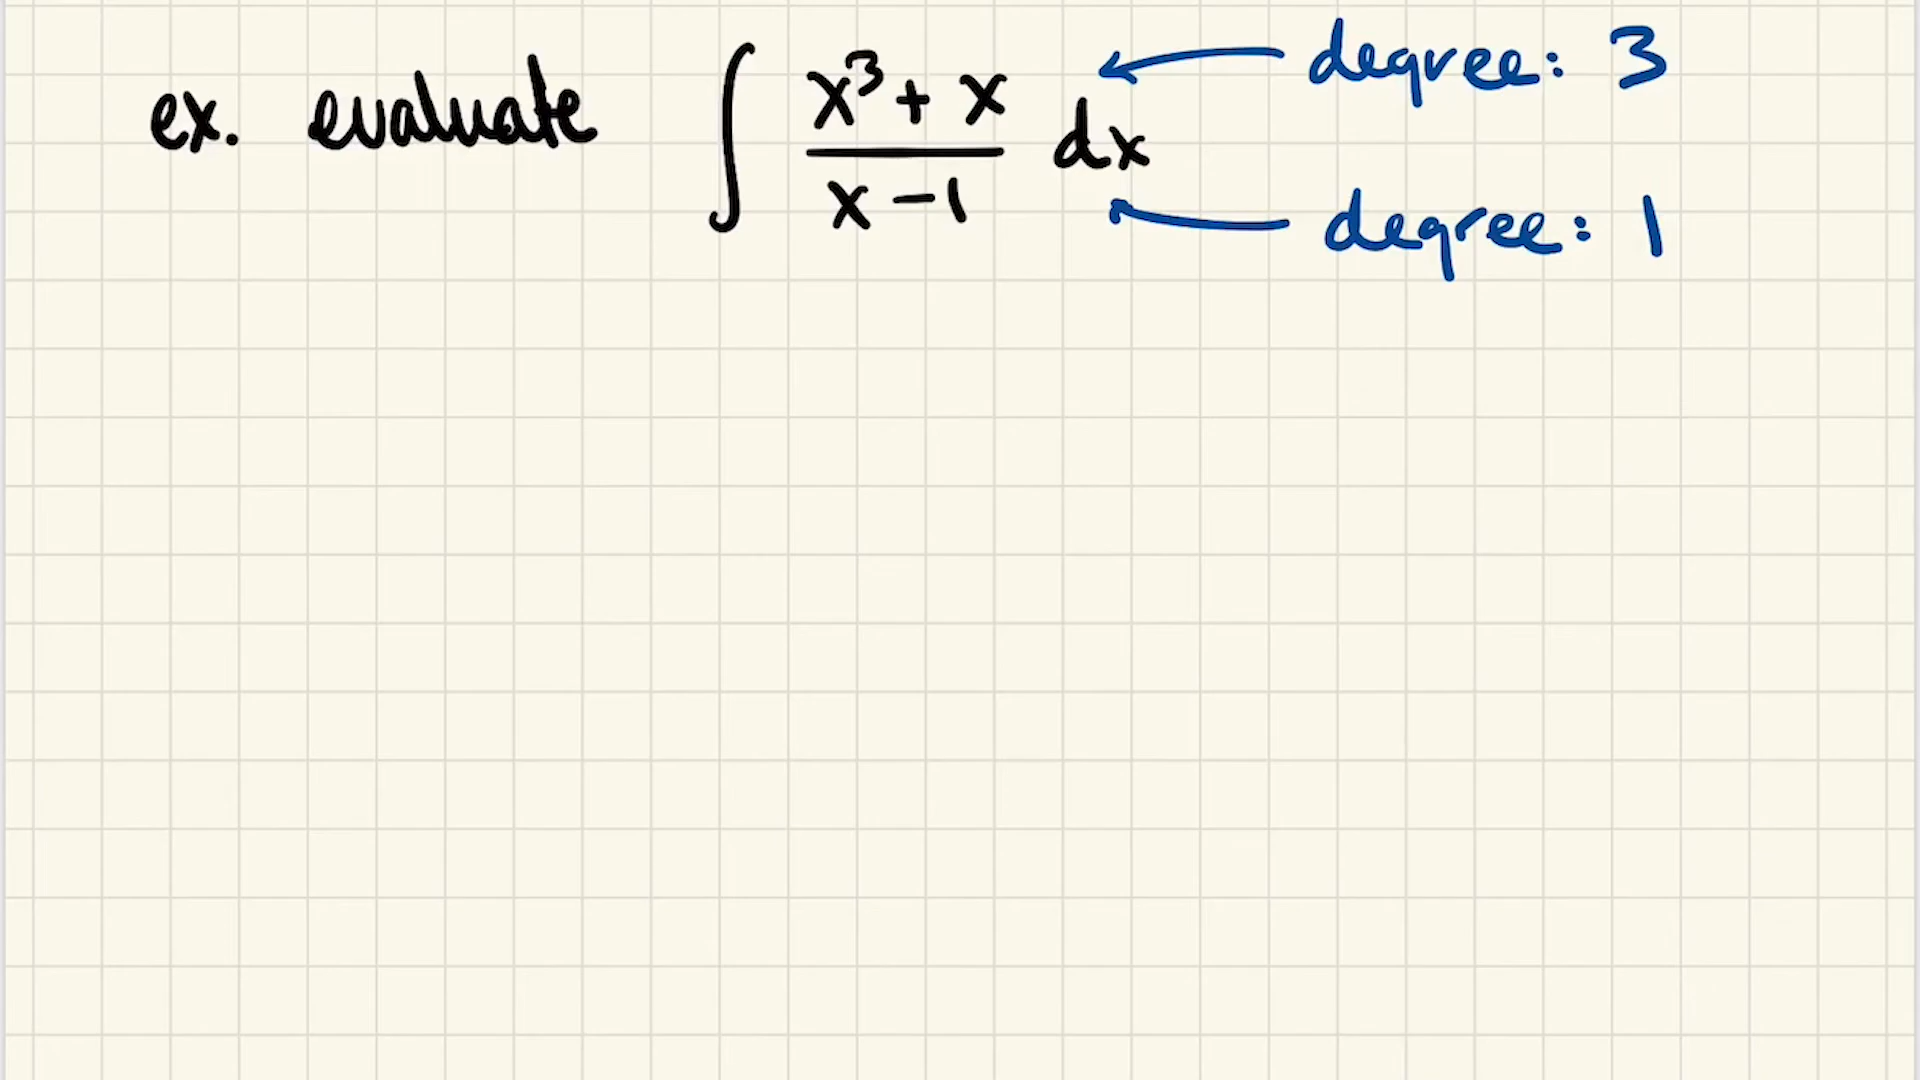 ex. evaluate ∫ (x³ + x)/(x - 1) dx
degree: 3
degree: 1